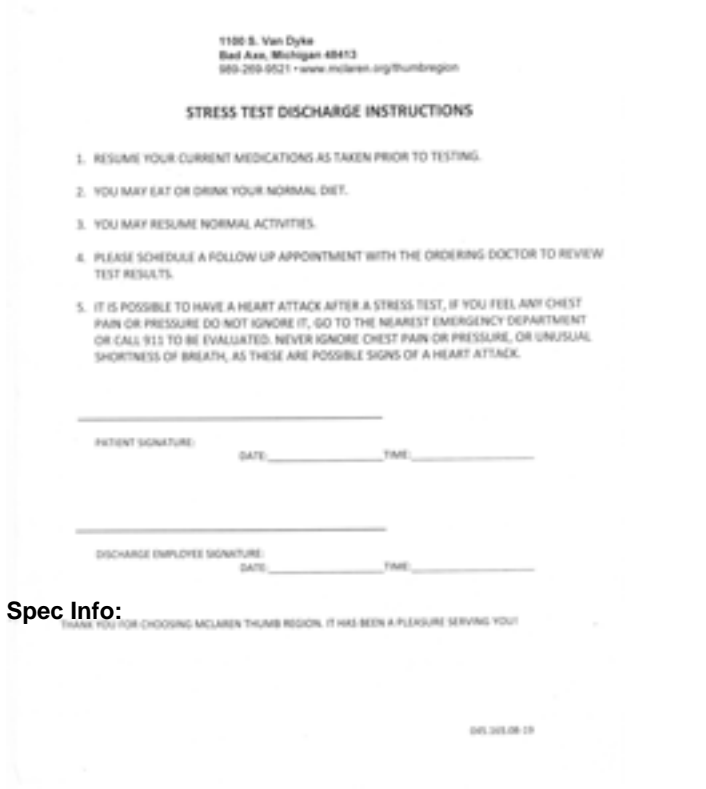 1100 S. Van Dyke
Bad Axe, Michigan 48413
989-269-9521 • www.mclaren.org/thumbregion
STRESS TEST DISCHARGE INSTRUCTIONS
1. RESUME YOUR CURRENT MEDICATIONS AS TAKEN PRIOR TO TESTING.
2. YOU MAY EAT OR DRINK YOUR NORMAL DIET.
3. YOU MAY RESUME NORMAL ACTIVITIES.
4. PLEASE SCHEDULE A FOLLOW UP APPOINTMENT WITH THE ORDERING DOCTOR TO REVIEW
TEST RESULTS.
5. IT IS POSSIBLE TO HAVE A HEART ATTACK AFTER A STRESS TEST, IF YOU FEEL ANY CHEST
PAIN OR PRESSURE DO NOT IGNORE IT, GO TO THE NEAREST EMERGENCY DEPARTMENT
OR CALL 911 TO BE EVALUATED. NEVER IGNORE CHEST PAIN OR PRESSURE, OR UNUSUAL
SHORTNESS OF BREATH, AS THESE ARE POSSIBLE SIGNS OF A HEART ATTACK.
PATIENT SIGNATURE:
DATE: TIME:
DISCHARGE EMPLOYEE SIGNATURE:
DATE: TIME:
Spec Info:
THANK YOU FOR CHOOSING MCLAREN THUMB REGION. IT HAS BEEN A PLEASURE SERVING YOU!